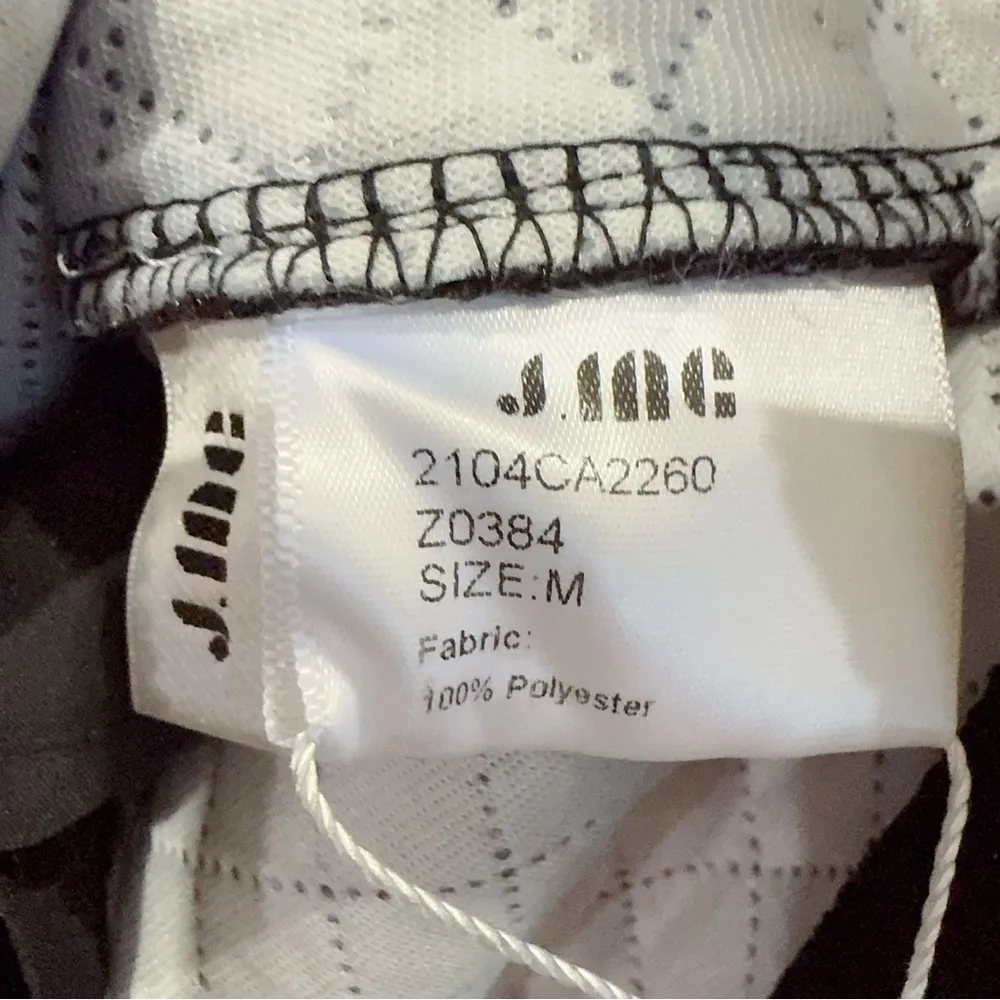 J.ING
2104CA2260
Z0384
SIZE:M
Fabric:
100% Polyester
J.ING